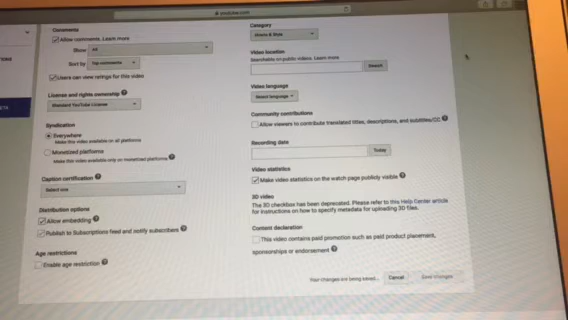 youtube.com
Comments
Allow comments. Learn more
Show All
Sort by Top comments
Users can view ratings for this video
License and rights ownership ?
Standard YouTube License
Syndication
Everywhere
Make this video available on all platforms
Monetized platforms
Make this video available only on monetized platforms ?
Caption certification ?
Select one
Distribution options
Allow embedding ?
Publish to Subscriptions feed and notify subscribers ?
Age restrictions
Enable age restriction ?
Category
Video location
Searchable on public videos. Learn more
Search
Video language
Select language
Community contributions
Allow viewers to contribute translated titles, descriptions, and subtitles/CC ?
Recording date
Today
Video statistics
Make video statistics on the watch page publicly visible ?
3D video
The 3D checkbox has been deprecated. Please refer to this Help Center article
for instructions on how to specify metadata for uploading 3D files.
Content declaration
This video contains paid promotion such as paid product placement,
sponsorships or endorsement ?
Your changes are being saved...
Cancel
Save changes